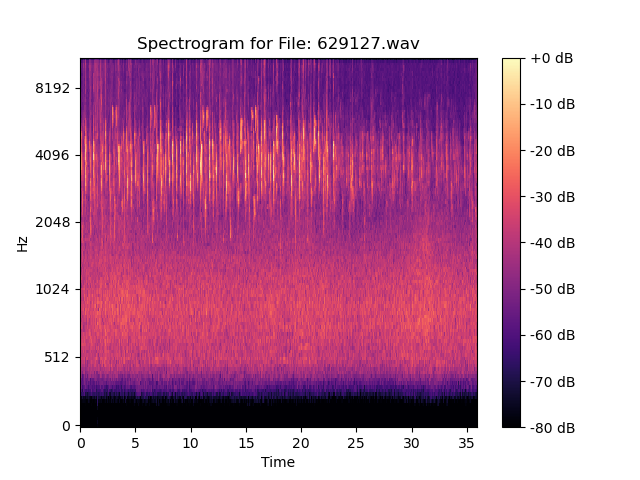 Spectrogram for File: 629127.wav
Hz
8192
4096
2048
1024
512
0
0 5 10 15 20 25 30 35
Time
+0 dB
-10 dB
-20 dB
-30 dB
-40 dB
-50 dB
-60 dB
-70 dB
-80 dB